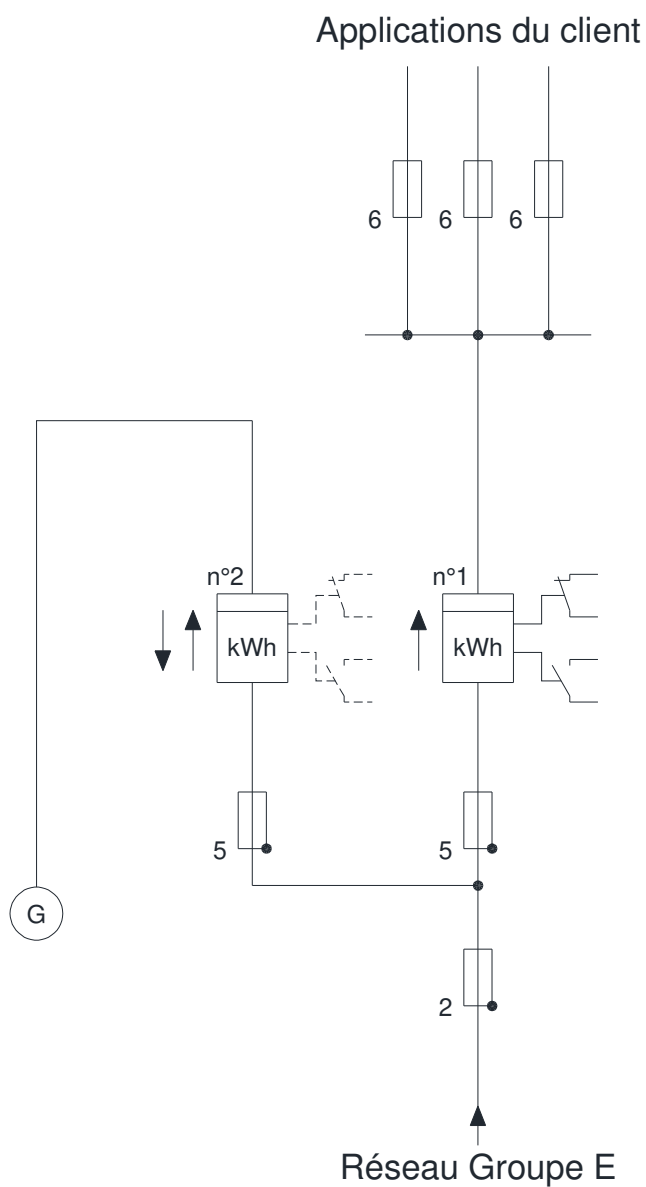 Applications du client
6 6 6
n°2 n°1
kWh kWh
5 5
G
2
Réseau Groupe E